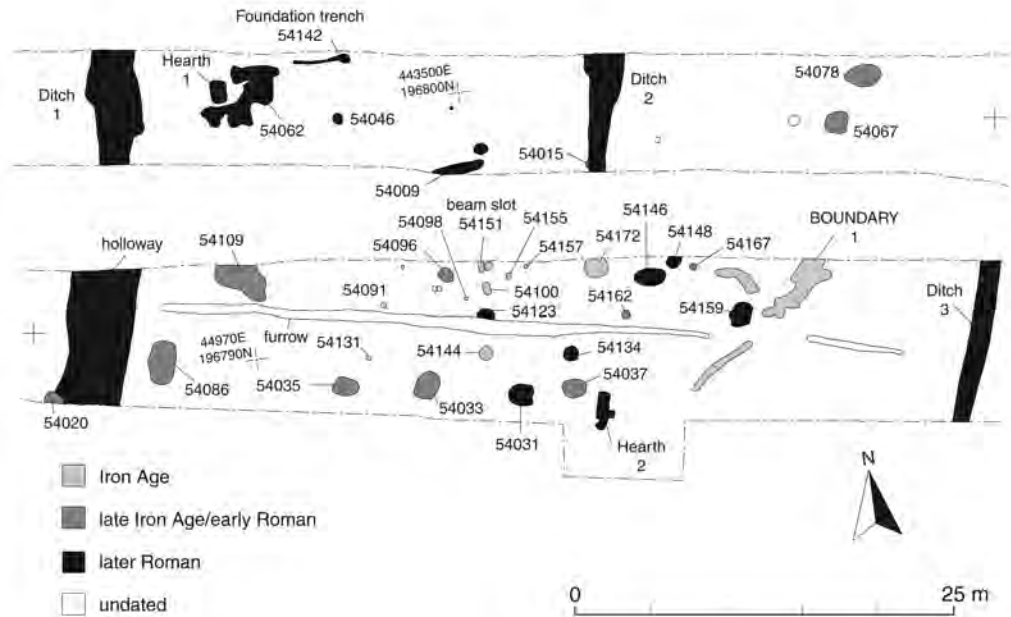 Foundation trench
54142
Hearth
1
443500E
196800N
Ditch
1
Ditch
2
54078
54062
54046
54067
54015
54009
beam slot
54098
54151
54155
54146
BOUNDARY
1
holloway
54109
54096
54157
54172
54148
54167
54091
54100
54162
54123
54159
Ditch
3
furrow
44970E
196790N
54131
54144
54134
54086
54035
54033
54037
54020
54031
Hearth
2
N
Iron Age
late Iron Age/early Roman
later Roman
undated
0
25 m